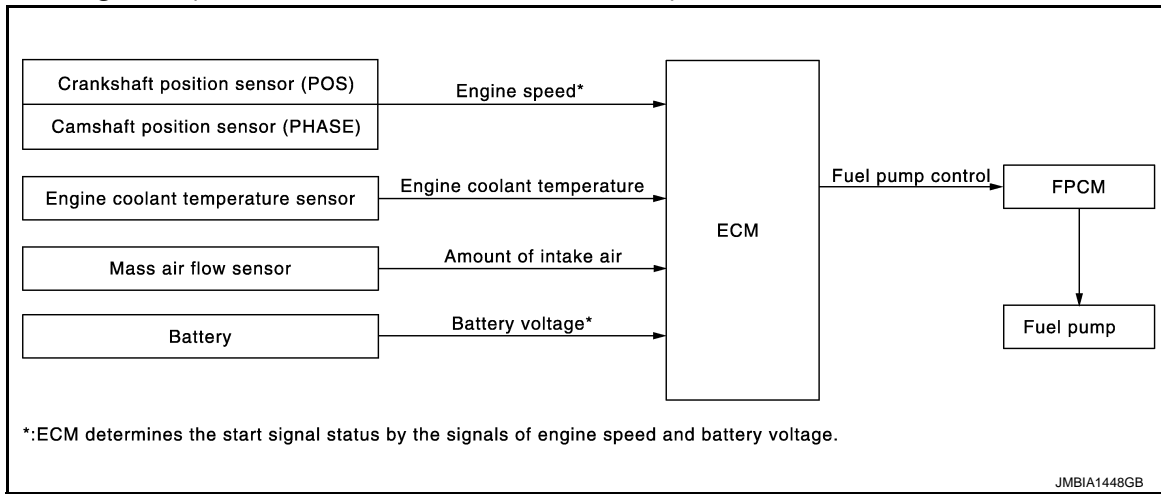 Crankshaft position sensor (POS)
Camshaft position sensor (PHASE)
Engine speed*
Engine coolant temperature sensor
Engine coolant temperature
Mass air flow sensor
Amount of intake air
Battery
Battery voltage*
ECM
Fuel pump control
FPCM
Fuel pump
*:ECM determines the start signal status by the signals of engine speed and battery voltage.
JMBIA1448GB